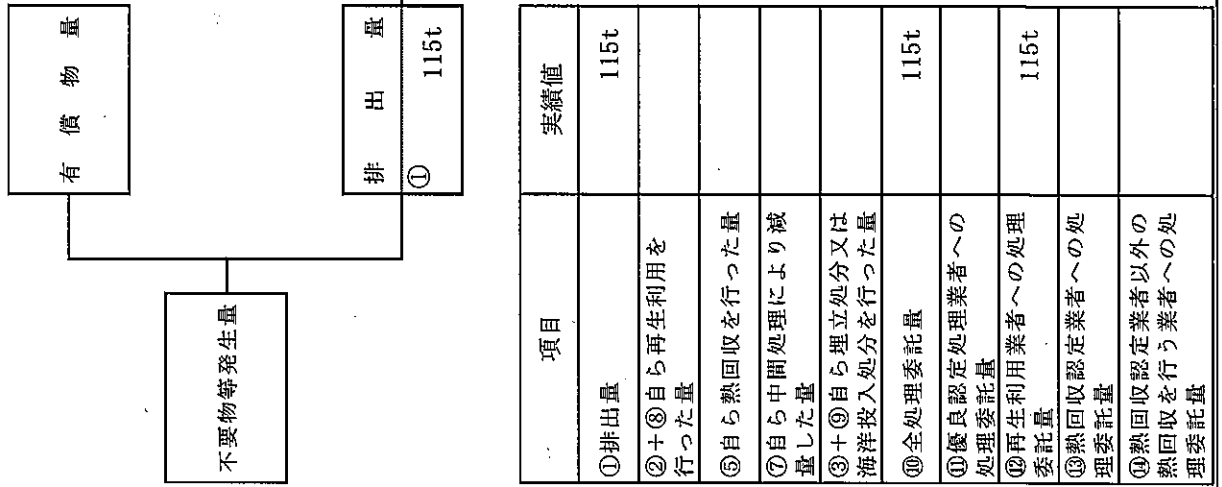 有償物量
不要物等発生量
排出量
①
115t
項目
実績値
①排出量
115t
②+⑧自ら再生利用を
行った量
⑤自ら熱回収を行った量
⑦自ら中間処理により減
量した量
③+⑨自ら埋立処分又は
海洋投入処分を行った量
⑩全処理委託量
115t
⑪優良認定処理業者への
処理委託量
⑫再生利用業者への処理
委託量
115t
⑬熱回収認定業者への処
理委託量
⑭熱回収認定業者以外の
熱回収を行う業者への処
理委託量